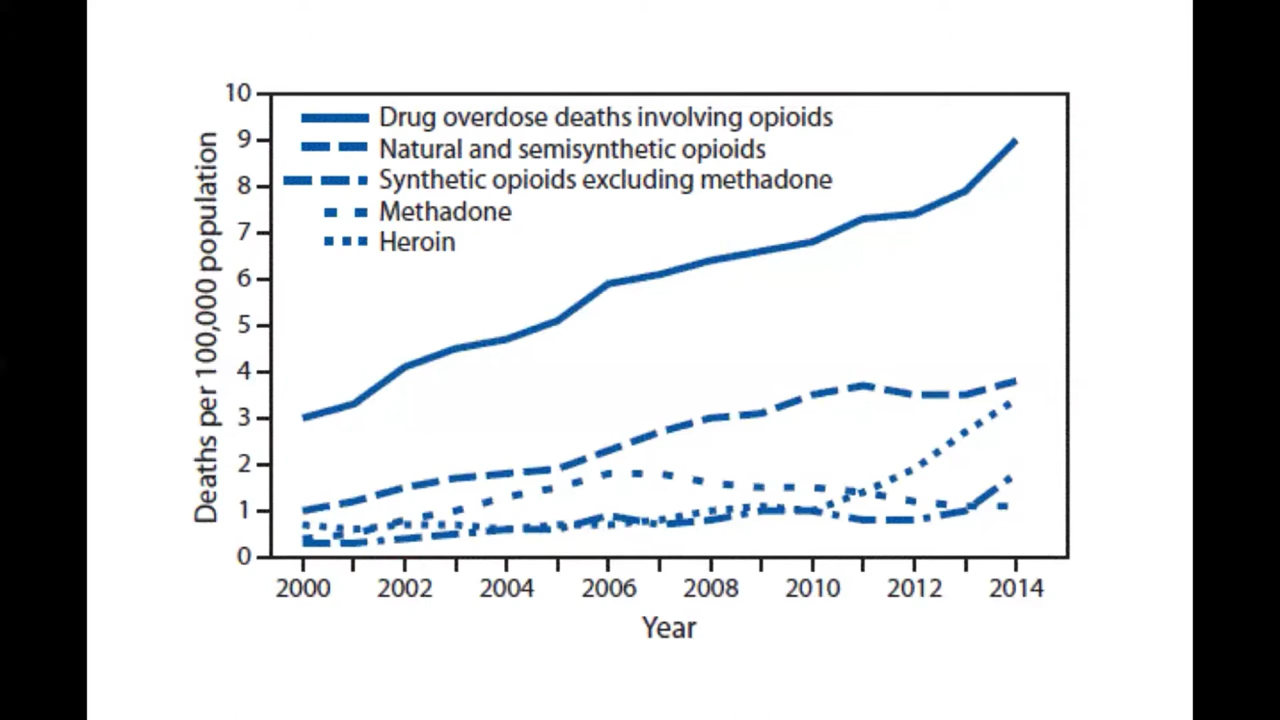 10
Drug overdose deaths involving opioids
9
Natural and semisynthetic opioids
8
Synthetic opioids excluding methadone
Methadone
7
Heroin
6
5
4
3
2
1
0
Deaths per 100,000 population
2000 2002 2004 2006 2008 2010 2012 2014
Year